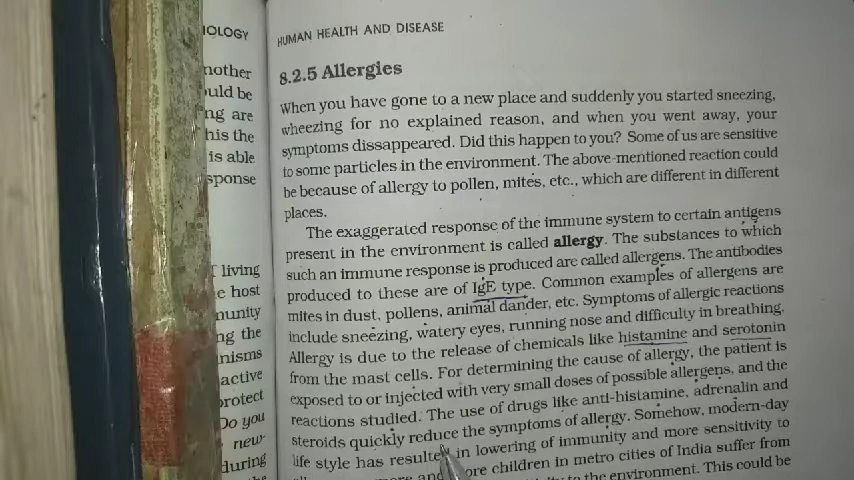 IOLOGY
nother
uld be
ng are
his the
is able
sponse
living
e host
munity
ng the
nisms
active
protect
Do you
new-
during
HUMAN HEALTH AND DISEASE
8.2.5 Allergies
When you have gone to a new place and suddenly you started sneezing,
wheezing for no explained reason, and when you went away, your
symptoms dissappeared. Did this happen to you? Some of us are sensitive
to some particles in the environment. The above-mentioned reaction could
be because of allergy to pollen, mites, etc., which are different in different
places.
The exaggerated response of the immune system to certain antigens
present in the environment is called allergy. The substances to which
such an immune response is produced are called allergens. The antibodies
produced to these are of IgE type. Common examples of allergens are
mites in dust, pollens, animal dander, etc. Symptoms of allergic reactions
include sneezing, watery eyes, running nose and difficulty in breathing.
Allergy is due to the release of chemicals like histamine and serotonin
from the mast cells. For determining the cause of allergy, the patient is
exposed to or injected with very small doses of possible allergens, and the
reactions studied. The use of drugs like anti-histamine, adrenalin and
steroids quickly reduce the symptoms of allergy. Somehow, modern-day
life style has resulted in lowering of immunity and more sensitivity to
more and more children in metro cities of India suffer from
to the environment. This could be